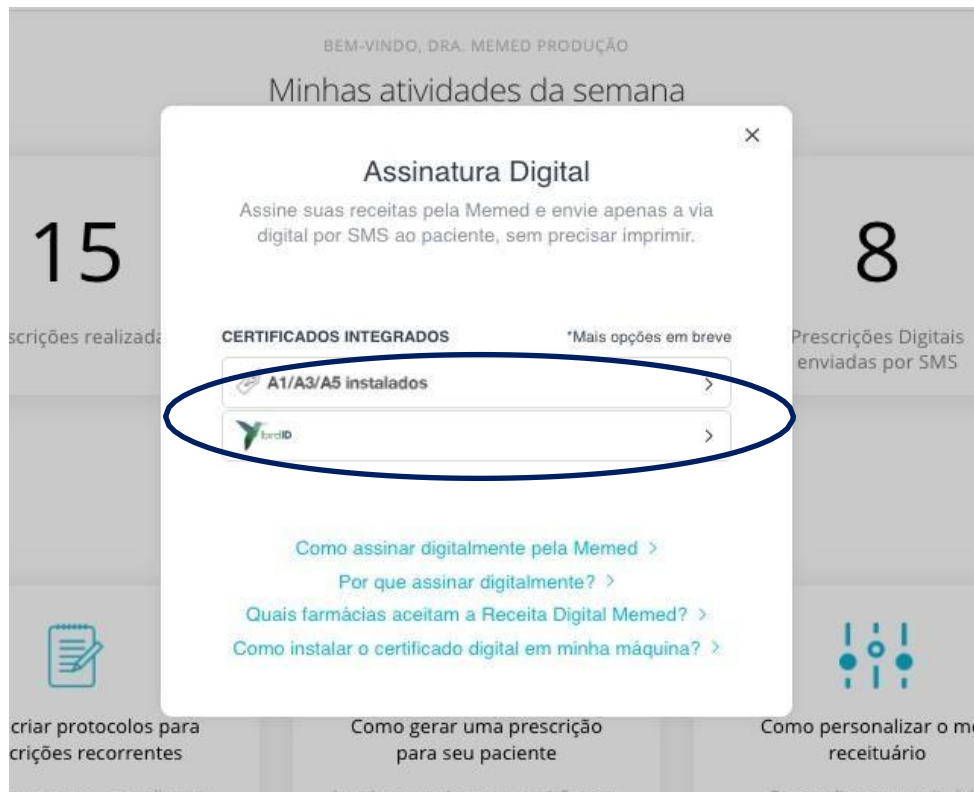 BEM-VINDO, DRA. MEMED PRODUÇÃO
Minhas atividades da semana
Assinatura Digital
Assine suas receitas pela Memed e envie apenas a via
digital por SMS ao paciente, sem precisar imprimir.
15
scrições realizada
8
Prescrições Digitais
enviadas por SMS
CERTIFICADOS INTEGRADOS
*Mais opções em breve
A1/A3/A5 instalados
birdID
Como assinar digitalmente pela Memed >
Por que assinar digitalmente? >
Quais farmácias aceitam a Receita Digital Memed? >
Como instalar o certificado digital em minha máquina? >
criar protocolos para
crições recorrentes
Como gerar uma prescrição
para seu paciente
Como personalizar o me
receituário